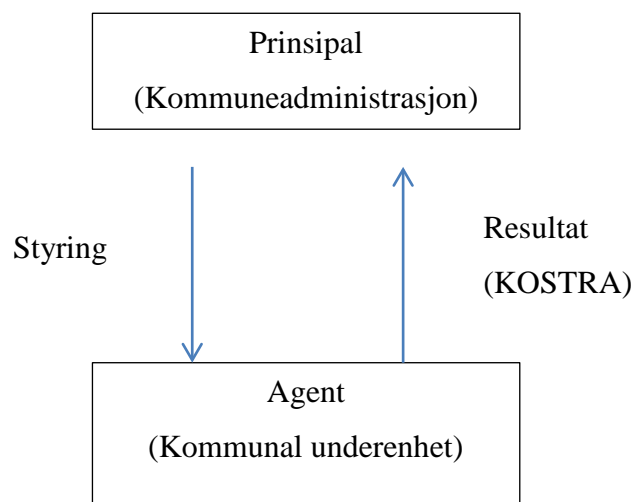 Prinsipal
(Kommuneadministrasjon)
Styring
Resultat
(KOSTRA)
Agent
(Kommunal underenhet)